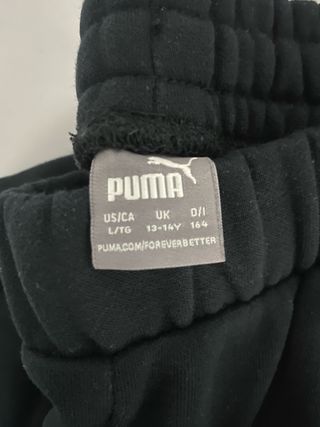 PUMA
US/CA UK D/I
L/TG 13-14Y 164
PUMA.COM/FOREVERBETTER